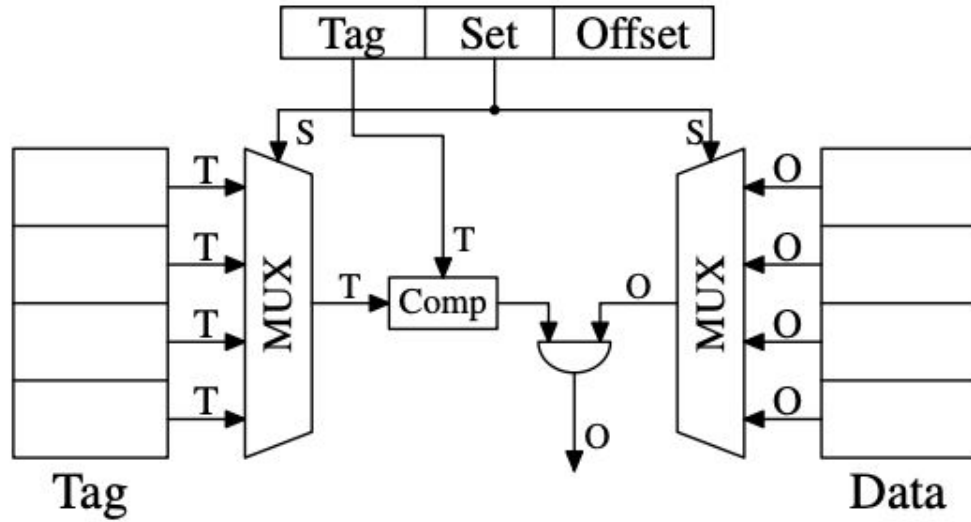 Tag Set Offset
S S
T O
T T O
MUX MUX
T Comp O
T O
T O O
Tag Data